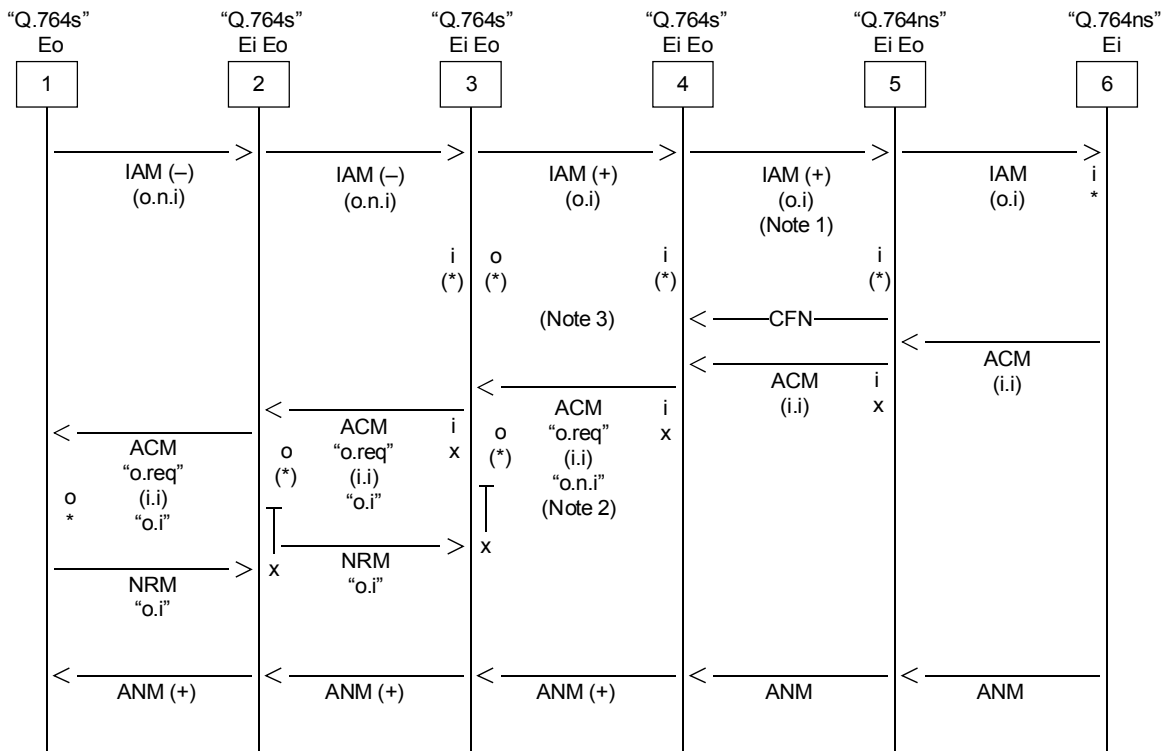 “Q.764s” “Q.764s” “Q.764s” “Q.764s” “Q.764ns” “Q.764ns”
Eo Ei Eo Ei Eo Ei Eo Ei Eo Ei
1 2 3 4 5 6
IAM (–) IAM (–) IAM (+) IAM (+) IAM i
(o.n.i) (o.n.i) (o.i) (o.i) (o.i) *
(Note 1)
i o i i
(*) (*) (*) (*)
(Note 3) CFN
ACM
(i.i)
ACM i
(i.i) x
ACM i
“o.req” x
(i.i)
“o.n.i”
(Note 2)
ACM i o
“o.req” x (*)
(i.i)
“o.i”
ACM o
“o.req” (*)
(i.i)
“o.i”
o
*
x
NRM
“o.i”
x
NRM
“o.i”
ANM (+) ANM (+) ANM (+) ANM ANM